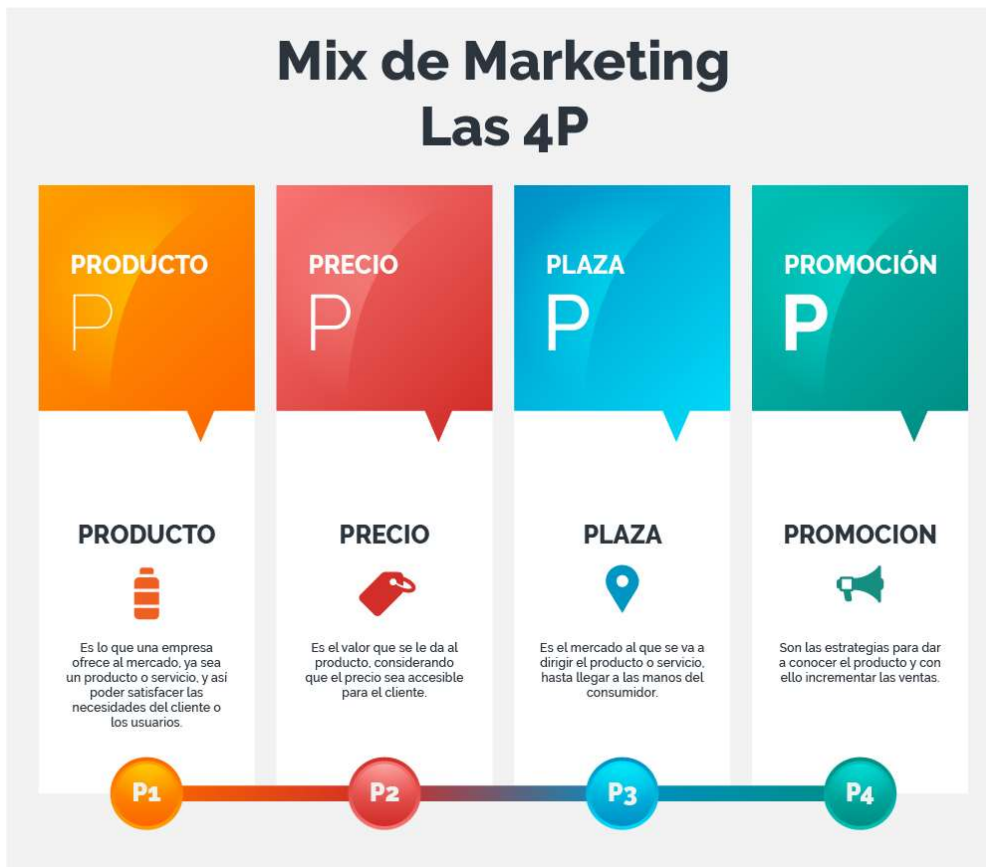 Mix de Marketing
Las 4P
PRODUCTO
P
PRECIO
P
PLAZA
P
PROMOCIÓN
P
PRODUCTO
Es lo que una empresa
ofrece al mercado, ya sea
un producto o servicio, y así
poder satisfacer las
necesidades del cliente o
los usuarios.
PRECIO
Es el valor que se le da al
producto, considerando
que el precio sea accesible
para el cliente.
PLAZA
Es el mercado al que se va a
dirigir el producto o servicio,
hasta llegar a las manos del
consumidor.
PROMOCION
Son las estrategias para dar
a conocer el producto y con
ello incrementar las ventas.
P1
P2
P3
P4